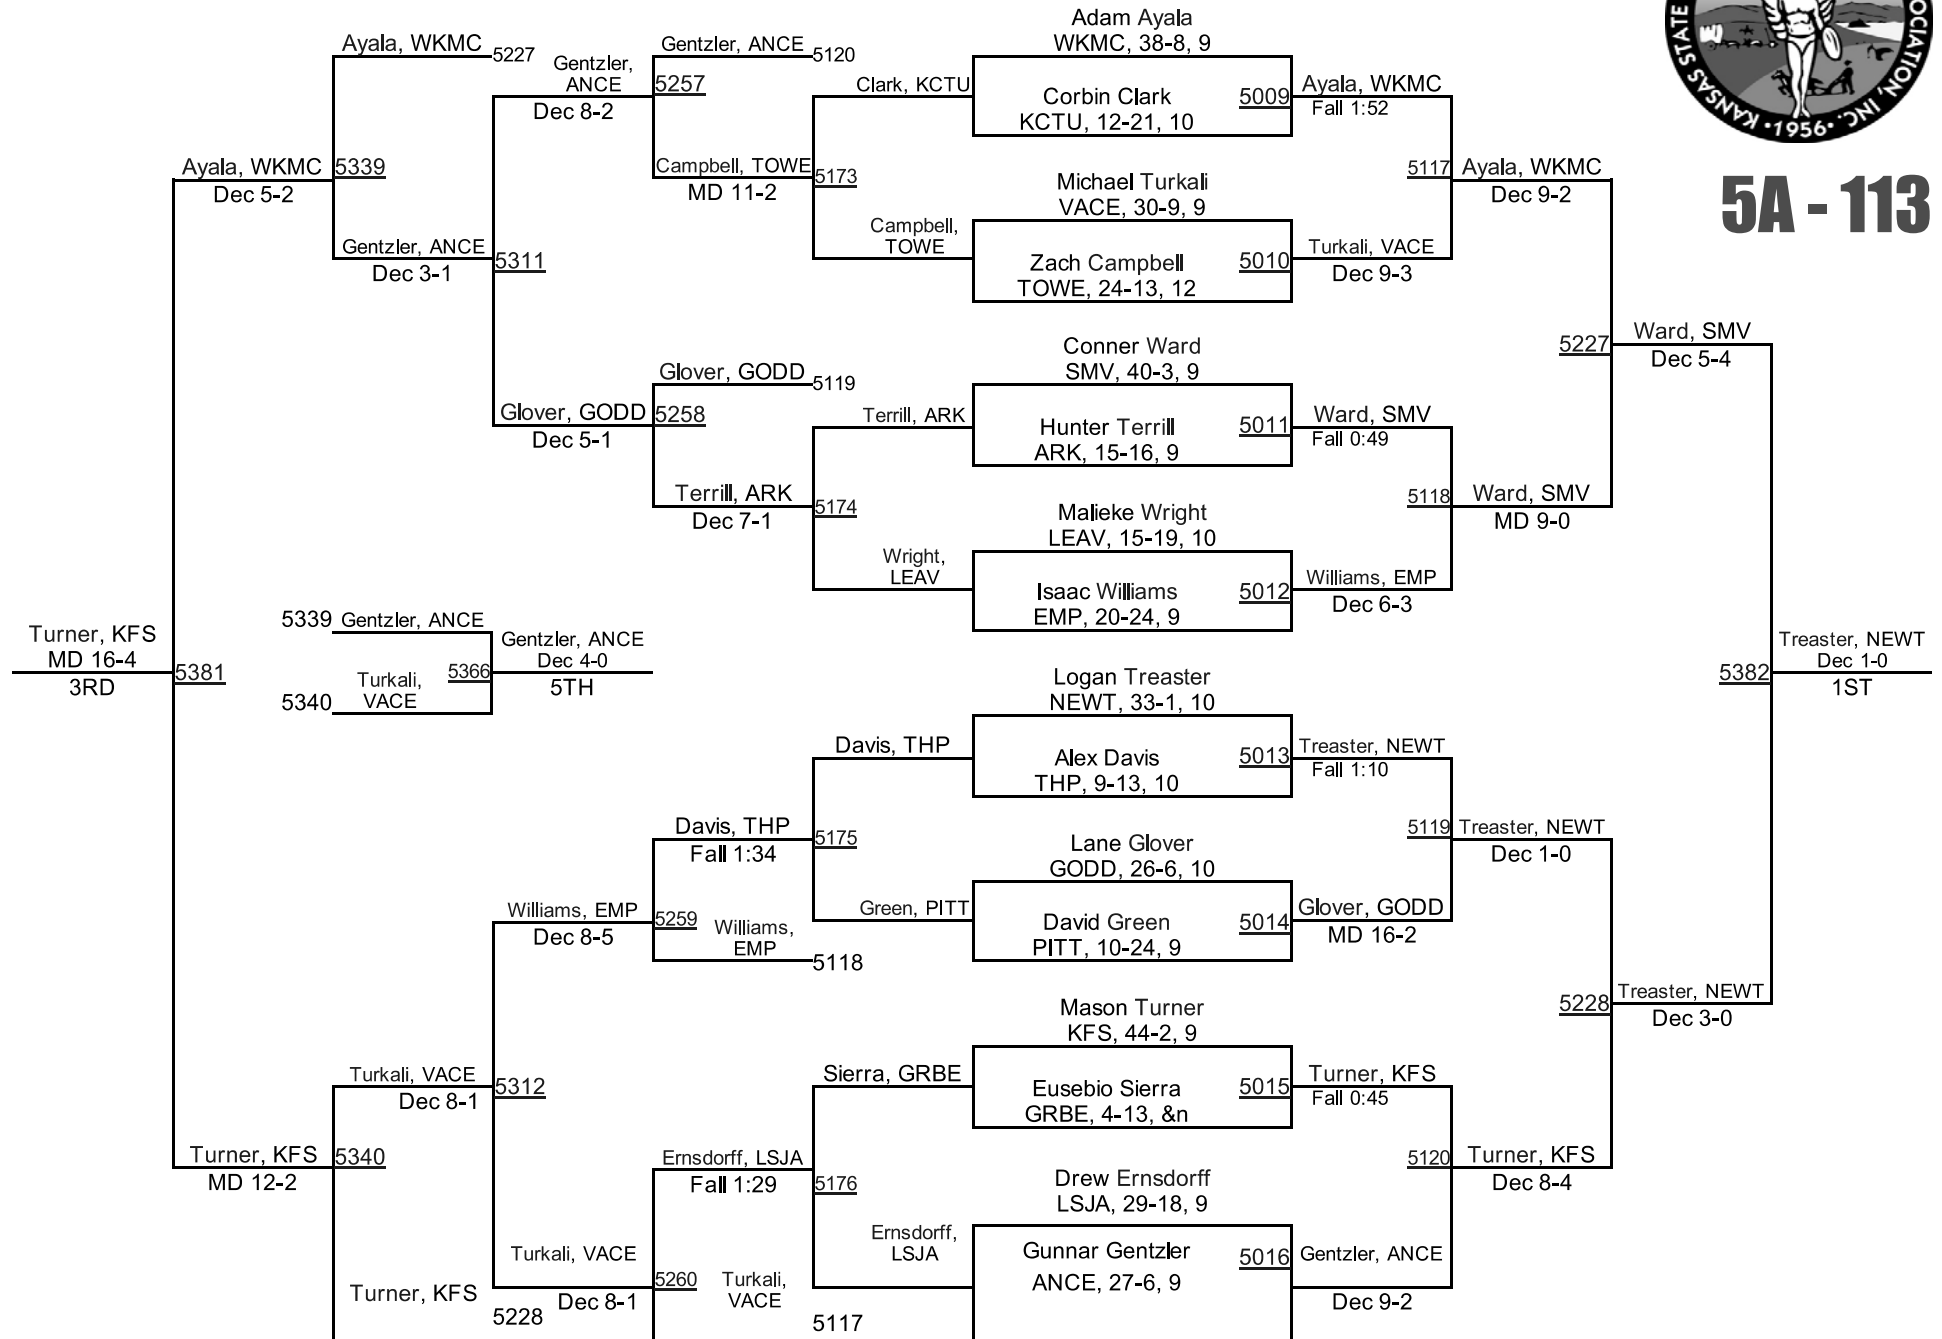 KANSAS STATE
OCIATION, INC.
•1956•
5A - 113
Ayala, WKMC
5227
Gentzler, ANCE
Dec 3-1
5339
Ayala, WKMC
Dec 5-2
Gentzler,
ANCE
Dec 8-2
5311
Glover, GODD
Dec 5-1
Gentzler, ANCE
5120
5257
Campbell, TOWE
MD 11-2
Glover, GODD
5119
5258
Terrill, ARK
Dec 7-1
Clark, KCTU
5173
Campbell,
TOWE
Terrill, ARK
5174
Wright,
LEAV
Turner, KFS
MD 16-4
3RD
5381
5339
Gentzler, ANCE
5340
Turkali,
VACE
5366
Gentzler, ANCE
Dec 4-0
5TH
Davis, THP
5175
Green, PITT
Davis, THP
Fall 1:34
5259
Williams,
EMP
5118
Williams, EMP
Dec 8-5
5312
Turkali, VACE
Dec 8-1
5340
Turner, KFS
MD 12-2
Turner, KFS
5228
Turkali, VACE
Dec 8-1
Sierra, GRBE
5176
Ernsdorff,
LSJA
Ernsdorff, LSJA
Fall 1:29
5260
Turkali,
VACE
5117
Adam Ayala
WKMC, 38-8, 9
Corbin Clark
KCTU, 12-21, 10
5009
Ayala, WKMC
Fall 1:52
Michael Turkali
VACE, 30-9, 9
Zach Campbell
TOWE, 24-13, 12
5010
Turkali, VACE
Dec 9-3
5117
Ayala, WKMC
Dec 9-2
Conner Ward
SMV, 40-3, 9
Hunter Terrill
ARK, 15-16, 9
5011
Ward, SMV
Fall 0:49
Malieke Wright
LEAV, 15-19, 10
Isaac Williams
EMP, 20-24, 9
5012
Williams, EMP
Dec 6-3
5118
Ward, SMV
MD 9-0
5227
Ward, SMV
Dec 5-4
Logan Treaster
NEWT, 33-1, 10
Alex Davis
THP, 9-13, 10
5013
Treaster, NEWT
Fall 1:10
Lane Glover
GODD, 26-6, 10
David Green
PITT, 10-24, 9
5014
Glover, GODD
MD 16-2
5119
Treaster, NEWT
Dec 1-0
Mason Turner
KFS, 44-2, 9
Eusebio Sierra
GRBE, 4-13, &n
5015
Turner, KFS
Fall 0:45
Drew Ernsdorff
LSJA, 29-18, 9
Gunnar Gentzler
ANCE, 27-6, 9
5016
Gentzler, ANCE
Dec 9-2
5120
Turner, KFS
Dec 8-4
5228
Treaster, NEWT
Dec 3-0
5382
Treaster, NEWT
Dec 1-0
1ST